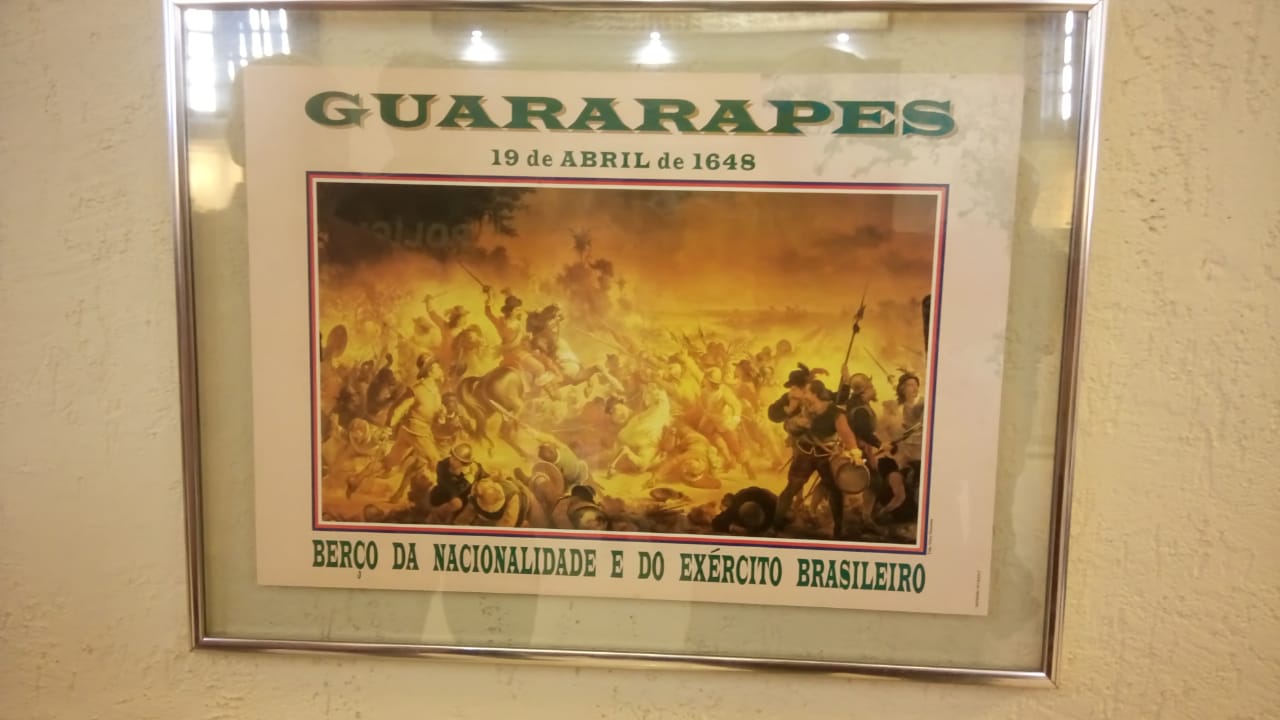 GUARARAPES
19 de ABRIL de 1648
BERÇO DA NACIONALIDADE E DO EXÉRCITO BRASILEIRO